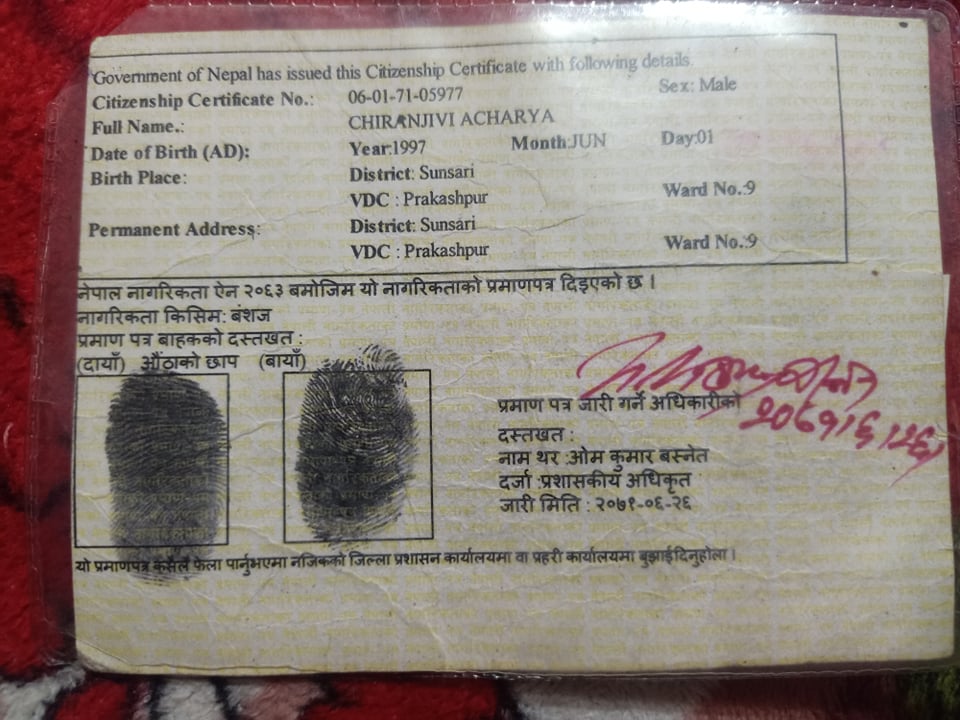 Government of Nepal has issued this Citizenship Certificate with following details.
Citizenship Certificate No.: 06-01-71-05977 Sex: Male
Full Name.: CHIRANJIVI ACHARYA
Date of Birth (AD): Year:1997 Month:JUN Day:01
Birth Place: District: Sunsari
VDC : Prakashpur Ward No.:9
Permanent Address: District: Sunsari
VDC : Prakashpur Ward No.:9
नेपाल नागरिकता ऐन २०६३ बमोजिम यो नागरिकताको प्रमाणपत्र दिइएको छ ।
नागरिकता किसिम: बंशज
प्रमाण पत्र बाहकको दस्तखत :
(दायाँ) औंठाको छाप (बायाँ)
प्रमाण पत्र जारी गर्ने अधिकारीको
दस्तखत :
नाम थर :ओम कुमार बस्नेत
दर्जा :प्रशासकीय अधिकृत
जारी मिति : २०७१-०६-२६
यो प्रमाणपत्र कसैले फेला पार्नुभएमा नजिकको जिल्ला प्रशासन कार्यालयमा वा प्रहरी कार्यालयमा बुझाईदिनुहोला ।